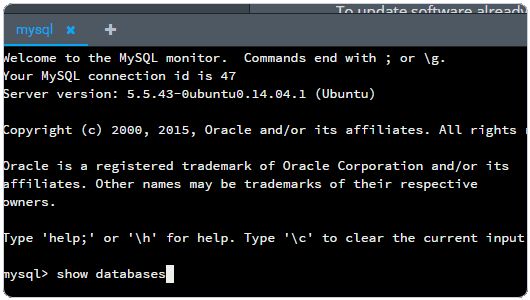 To update software already
mysql × +
Welcome to the MySQL monitor.  Commands end with ; or \g.
Your MySQL connection id is 47
Server version: 5.5.43-0ubuntu0.14.04.1 (Ubuntu)
Copyright (c) 2000, 2015, Oracle and/or its affiliates. All rights
Oracle is a registered trademark of Oracle Corporation and/or its
affiliates. Other names may be trademarks of their respective
owners.
Type 'help;' or '\h' for help. Type '\c' to clear the current input
mysql> show databases